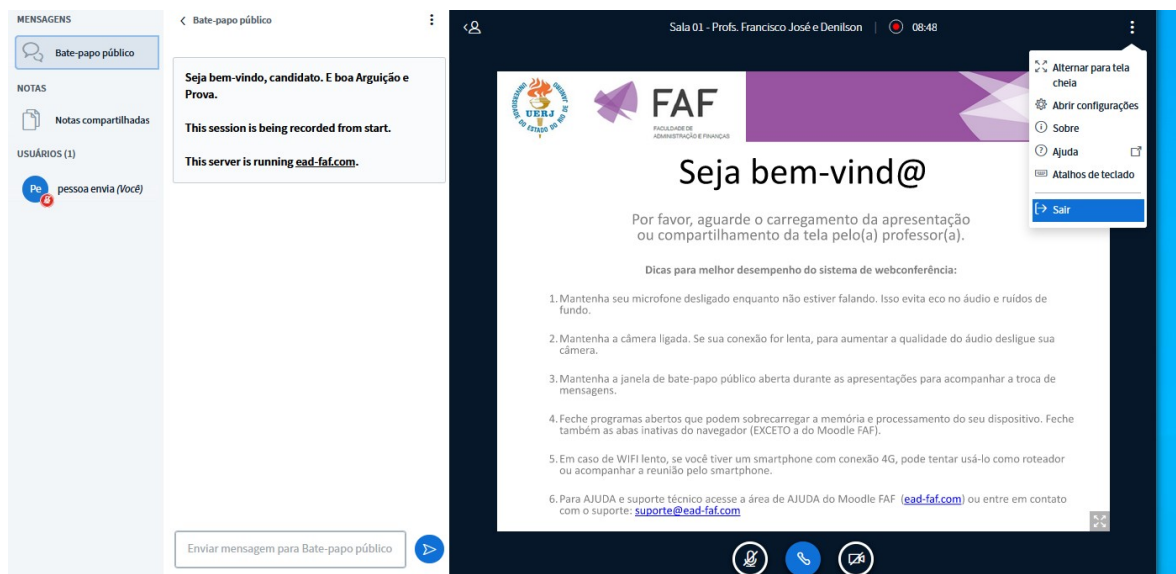 MENSAGENS
Bate-papo público
NOTAS
Notas compartilhadas
USUÁRIOS (1)
Pe
pessoa envia (Você)
Bate-papo público
Seja bem-vindo, candidato. E boa Arguição e
Prova.
This session is being recorded from start.
This server is running ead-faf.com.
Enviar mensagem para Bate-papo público
Sala 01 - Profs. Francisco José e Denilson
08:48
Alternar para tela
cheia
Abrir configurações
Sobre
Ajuda
Atalhos de teclado
Sair
UNIVERSIDADE DO ESTADO DO RIO DE JANEIRO
UERJ
FAF
FACULDADE DE
ADMINISTRAÇÃO E FINANÇAS
Seja bem-vind@
Por favor, aguarde o carregamento da apresentação
ou compartilhamento da tela pelo(a) professor(a).
Dicas para melhor desempenho do sistema de webconferência:
1. Mantenha seu microfone desligado enquanto não estiver falando. Isso evita eco no áudio e ruídos de
fundo.
2. Mantenha a câmera ligada. Se sua conexão for lenta, para aumentar a qualidade do áudio desligue sua
câmera.
3. Mantenha a janela de bate-papo público aberta durante as apresentações para acompanhar a troca de
mensagens.
4. Feche programas abertos que podem sobrecarregar a memória e processamento do seu dispositivo. Feche
também as abas inativas do navegador (EXCETO a do Moodle FAF).
5. Em caso de WIFI lento, se você tiver um smartphone com conexão 4G, pode tentar usá-lo como roteador
ou acompanhar a reunião pelo smartphone.
6. Para AJUDA e suporte técnico acesse a área de AJUDA do Moodle FAF (ead-faf.com) ou entre em contato
com o suporte: suporte@ead-faf.com